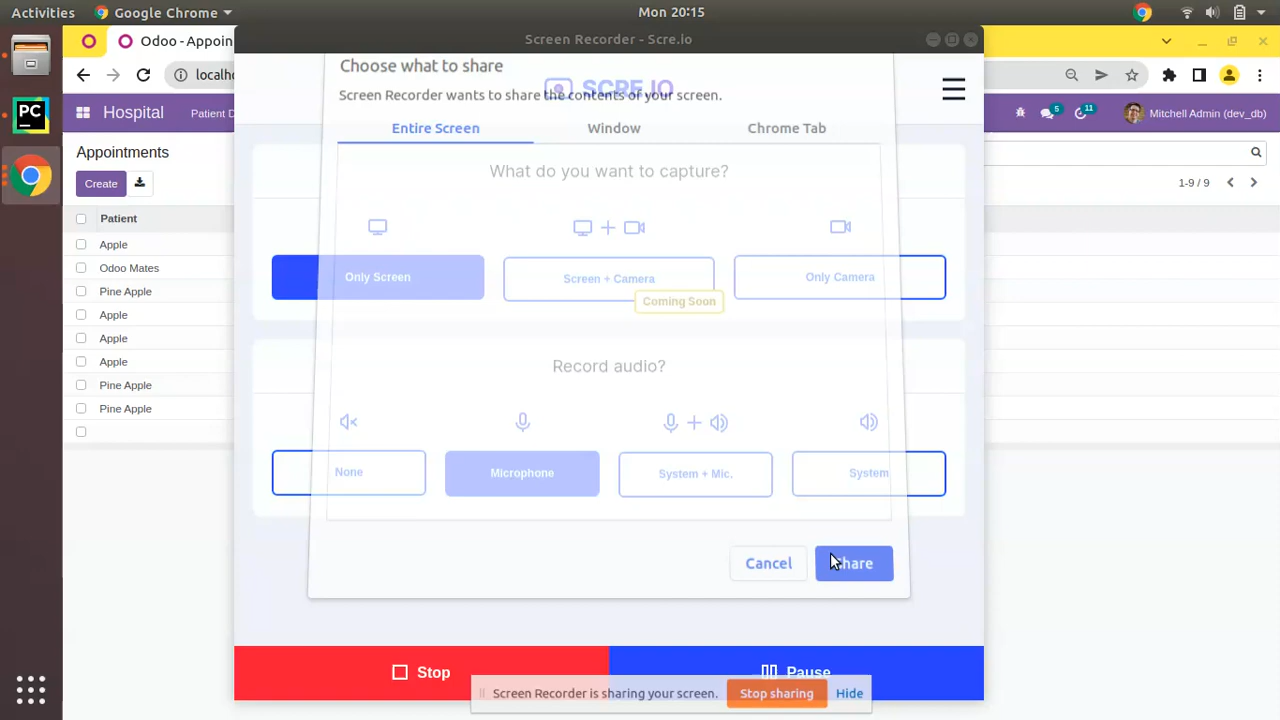 Activities
Google Chrome
Mon 20:15
Odoo - Appoin
Screen Recorder - Scre.io
localh
Hospital
Patient D
5
11
Mitchell Admin (dev_db)
Choose what to share
SCRE.IO
Screen Recorder wants to share the contents of your screen.
Entire Screen
Window
Chrome Tab
Appointments
Create
1-9 / 9
Patient
Apple
Odoo Mates
Pine Apple
Apple
Apple
Apple
Pine Apple
Pine Apple
What do you want to capture?
Only Screen
Screen + Camera
Only Camera
Coming Soon
Record audio?
None
Microphone
System + Mic.
System
Cancel
Share
Stop
Pause
Screen Recorder is sharing your screen.
Stop sharing
Hide
PC